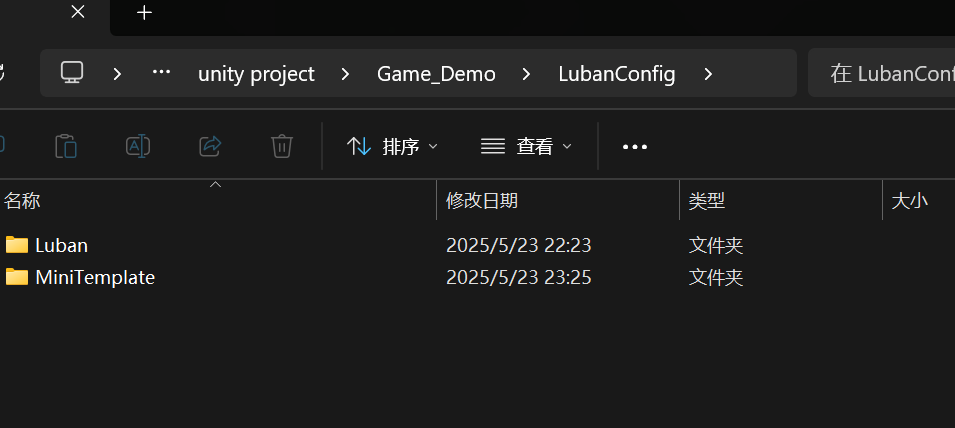 unity project
Game_Demo
LubanConfig
在 LubanConf
排序
查看
名称
修改日期
类型
大小
Luban
2025/5/23 22:23
文件夹
MiniTemplate
2025/5/23 23:25
文件夹